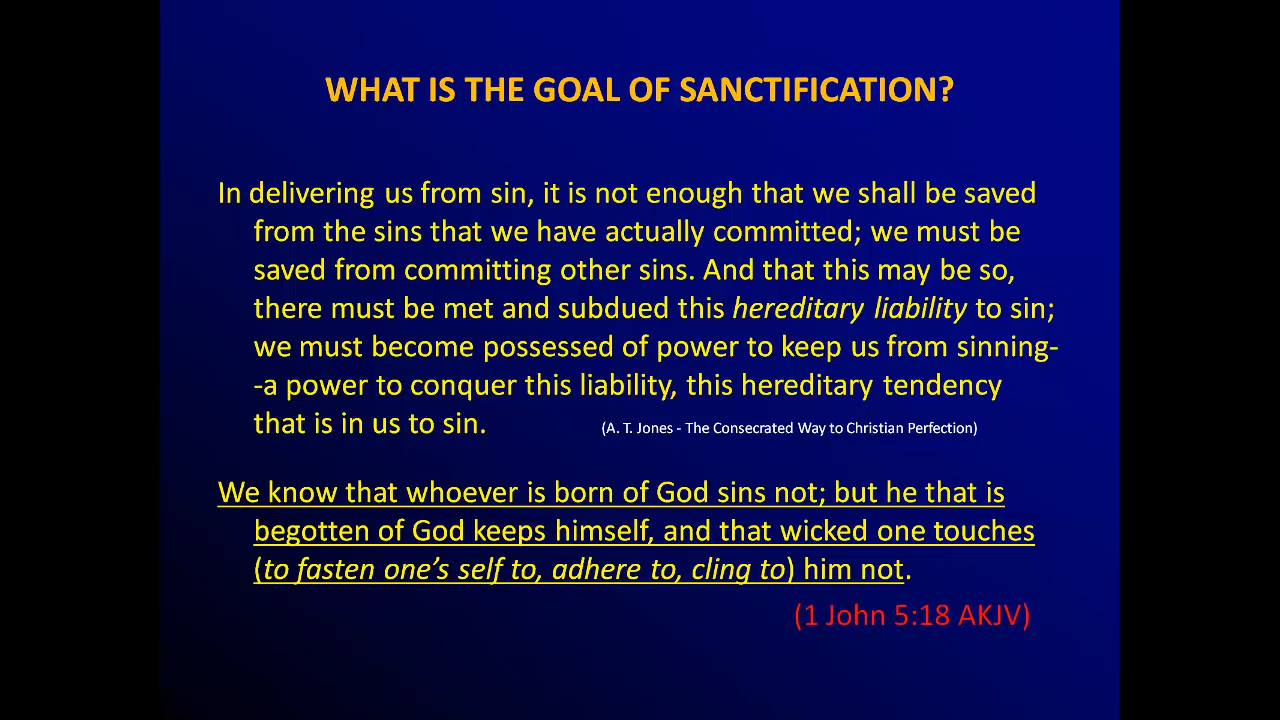 WHAT IS THE GOAL OF SANCTIFICATION?
In delivering us from sin, it is not enough that we shall be saved
from the sins that we have actually committed; we must be
saved from committing other sins. And that this may be so,
there must be met and subdued this hereditary liability to sin;
we must become possessed of power to keep us from sinning-
-a power to conquer this liability, this hereditary tendency
that is in us to sin. (A. T. Jones - The Consecrated Way to Christian Perfection)
We know that whoever is born of God sins not; but he that is
begotten of God keeps himself, and that wicked one touches
(to fasten one’s self to, adhere to, cling to) him not.
(1 John 5:18 AKJV)